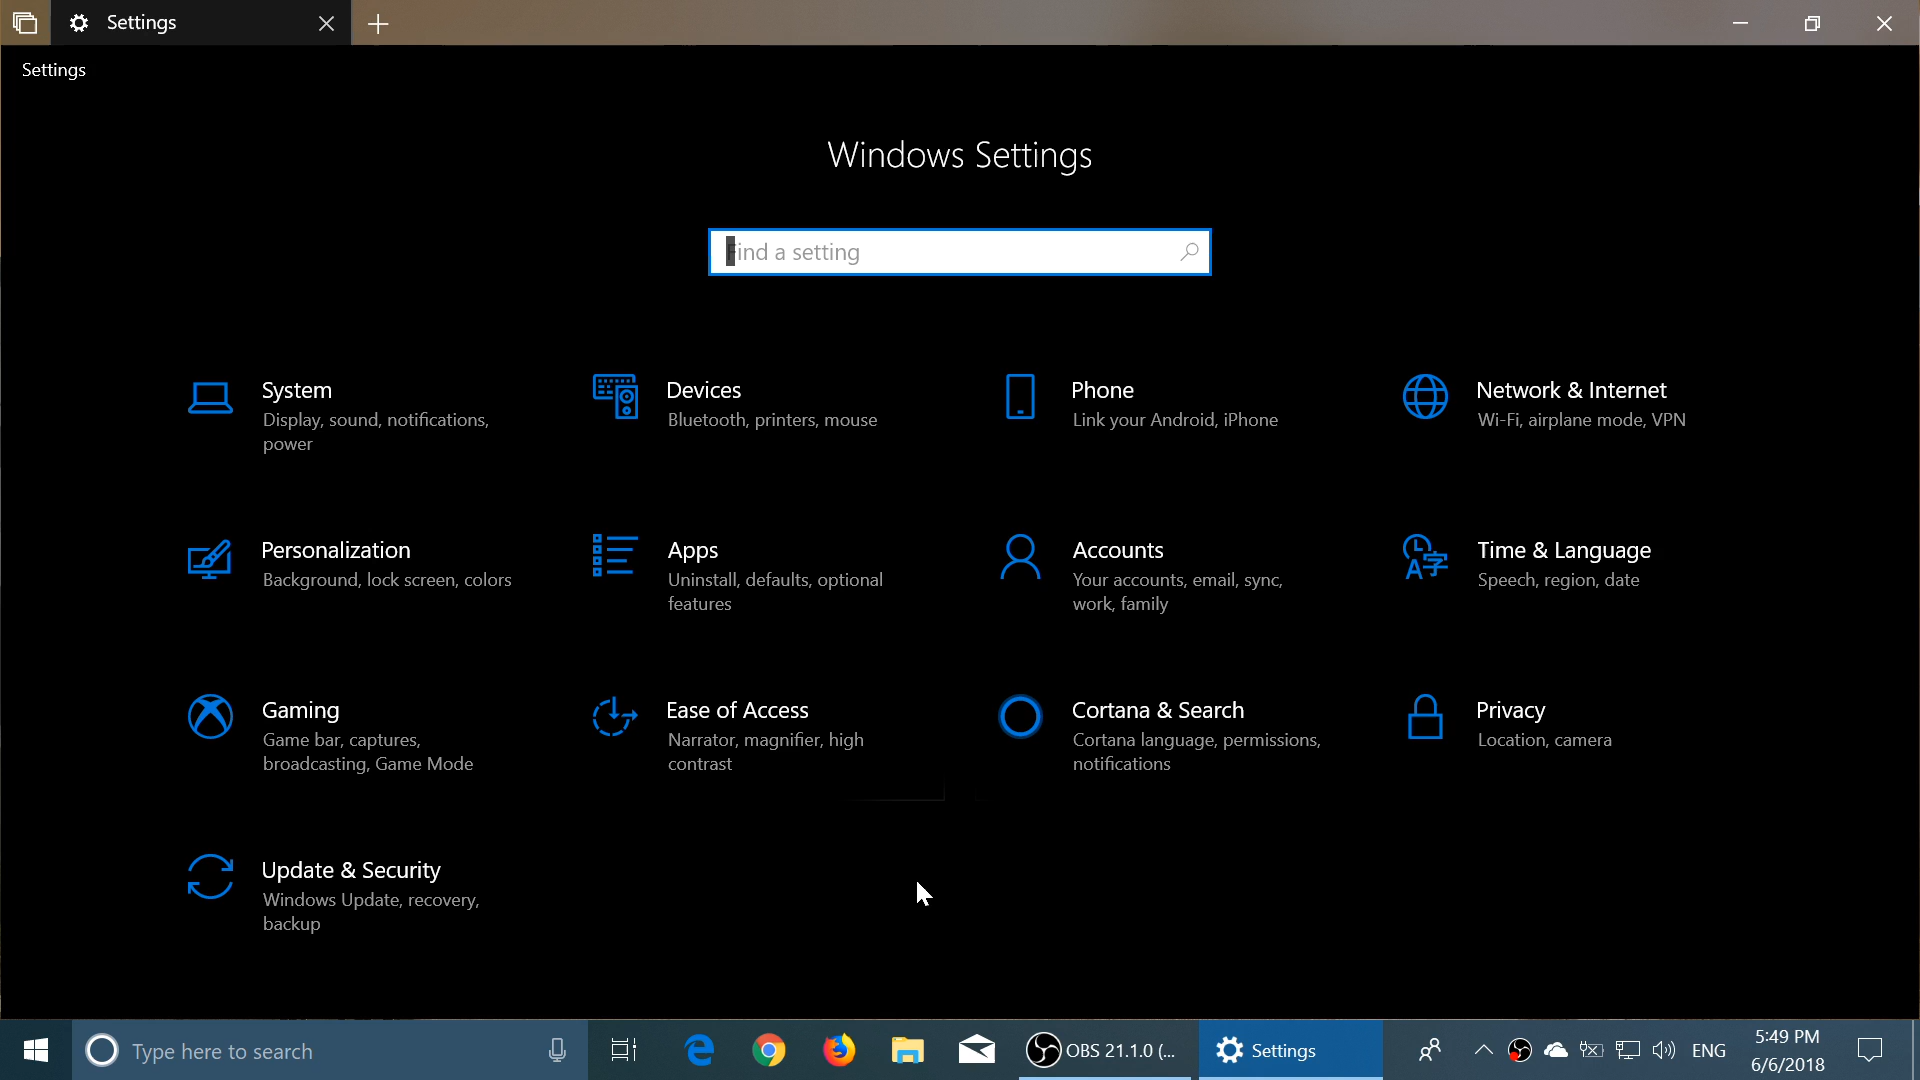 Settings
Settings
Windows Settings
Find a setting
System
Display, sound, notifications,
power
Devices
Bluetooth, printers, mouse
Phone
Link your Android, iPhone
Network & Internet
Wi-Fi, airplane mode, VPN
Personalization
Background, lock screen, colors
Apps
Uninstall, defaults, optional
features
Accounts
Your accounts, email, sync,
work, family
Time & Language
Speech, region, date
Gaming
Game bar, captures,
broadcasting, Game Mode
Ease of Access
Narrator, magnifier, high
contrast
Cortana & Search
Cortana language, permissions,
notifications
Privacy
Location, camera
Update & Security
Windows Update, recovery,
backup
Type here to search
OBS 21.1.0 (...
Settings
ENG
5:49 PM
6/6/2018